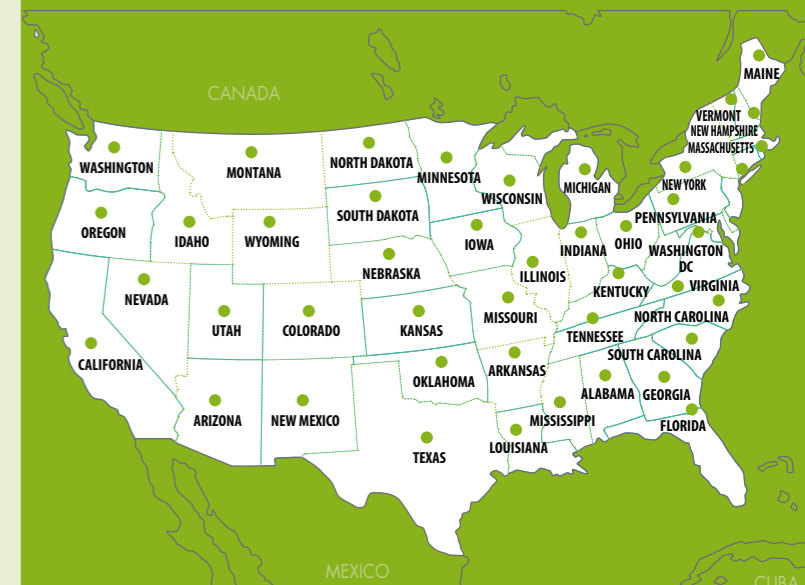 CANADA
MAINE
VERMONT
NEW HAMPSHIRE
MASSACHUSETTS
WASHINGTON
MONTANA
NORTH DAKOTA
MINNESOTA
WISCONSIN
MICHIGAN
NEW YORK
OREGON
IDAHO
WYOMING
SOUTH DAKOTA
IOWA
PENNSYLVANIA
INDIANA
OHIO
WASHINGTON
DC
NEVADA
NEBRASKA
ILLINOIS
KENTUCKY
VIRGINIA
UTAH
COLORADO
KANSAS
MISSOURI
NORTH CAROLINA
TENNESSEE
CALIFORNIA
OKLAHOMA
ARKANSAS
SOUTH CAROLINA
ARIZONA
NEW MEXICO
ALABAMA
GEORGIA
MISSISSIPPI
FLORIDA
TEXAS
LOUISIANA
MEXICO
CUBA